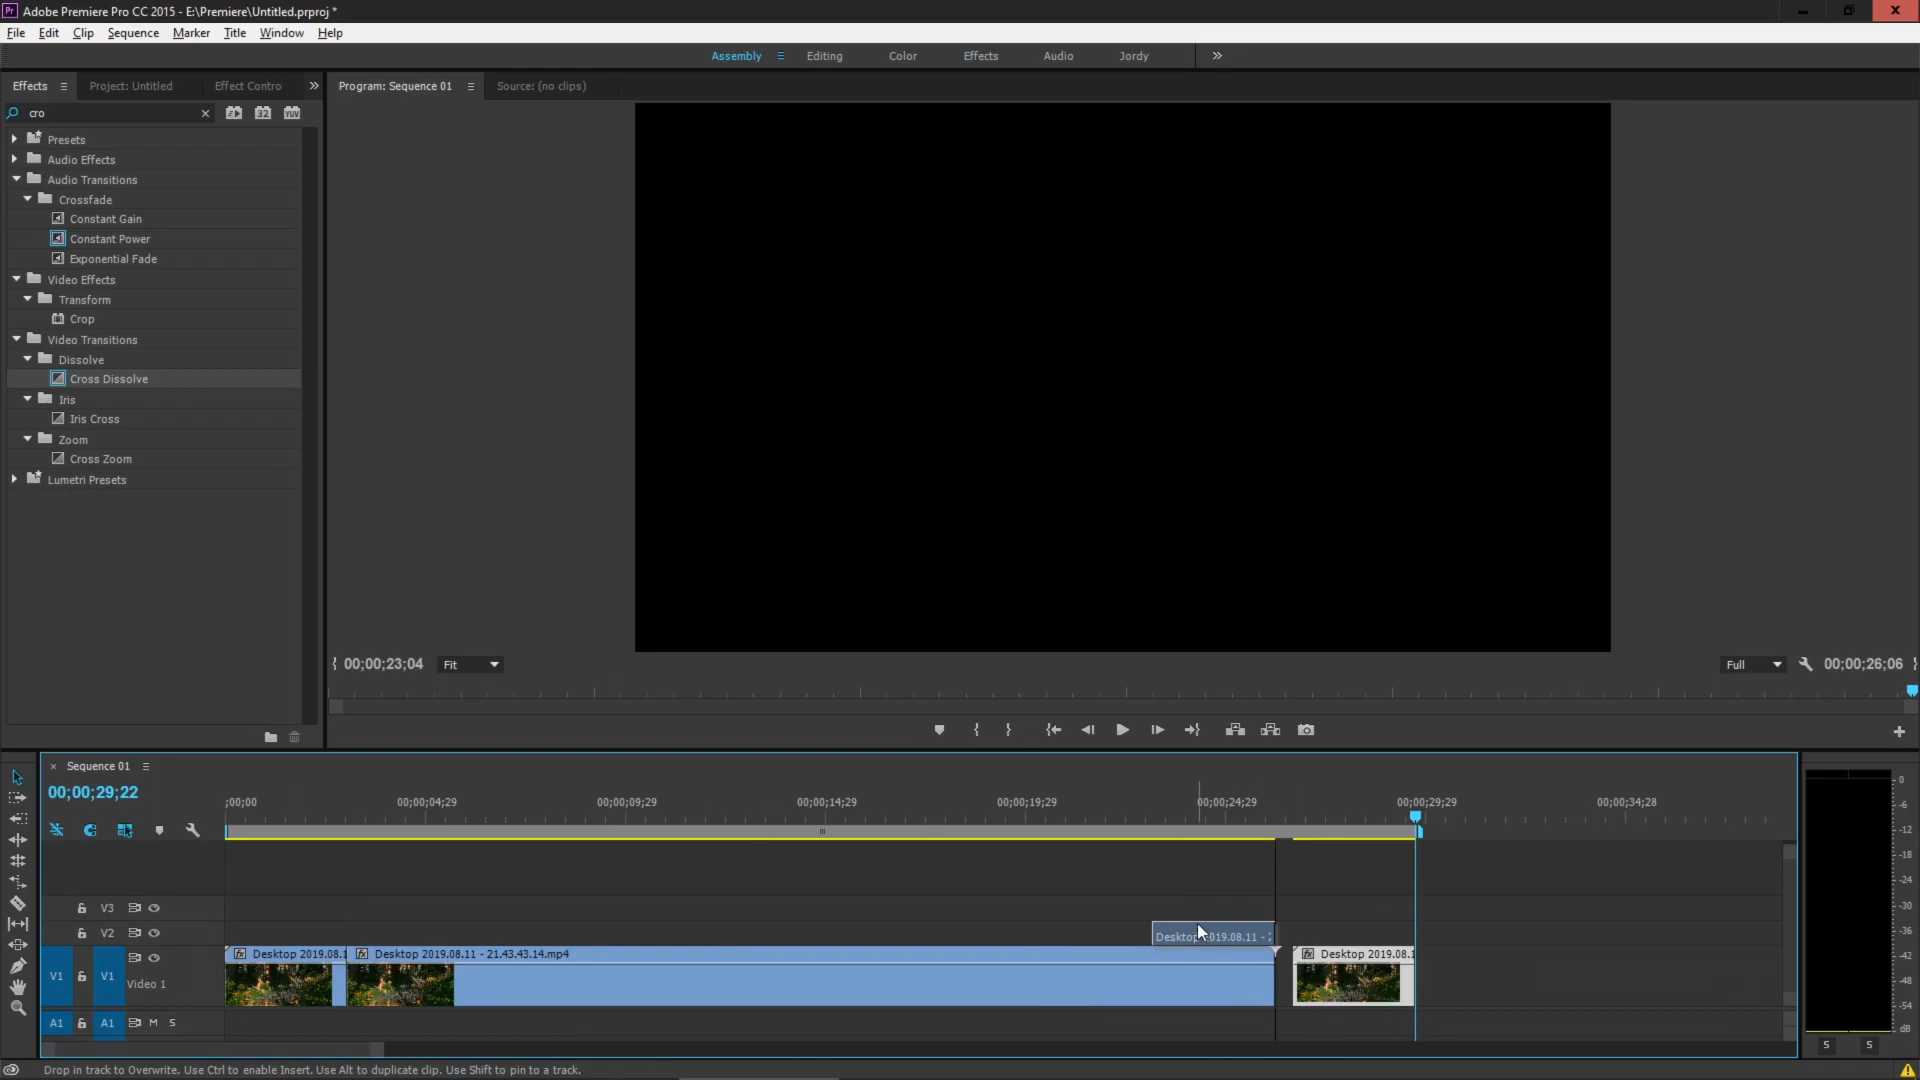 Pr Adobe Premiere Pro CC 2015 - E:\Premiere\Untitled.prproj *
File Edit Clip Sequence Marker Title Window Help
Assembly Editing Color Effects Audio Jordy
Effects Project: Untitled Effect Contro Program: Sequence 01 Source: (no clips)
cro 32 YUV
Presets
Audio Effects
Audio Transitions
Crossfade
Constant Gain
Constant Power
Exponential Fade
Video Effects
Transform
Crop
Video Transitions
Dissolve
Cross Dissolve
Iris
Iris Cross
Zoom
Cross Zoom
Lumetri Presets
00;00;23;04 Fit Full 00;00;26;06
Sequence 01
00;00;29;22
;00;00 00;00;04;29 00;00;09;29 00;00;14;29 00;00;19;29 00;00;24;29 00;00;29;29 00;00;34;28
V3
V2
Desktop 2019.08.11 -
fx Desktop 2019.08.1 fx Desktop 2019.08.11 - 21.43.43.14.mp4 fx Desktop 2019.08.1
V1 V1 Video 1
A1 A1 M S
0
-6
-12
-18
-24
-30
-36
-42
-48
-54
dB
S S
Drop in track to Overwrite. Use Ctrl to enable Insert. Use Alt to duplicate clip. Use Shift to pin to a track.